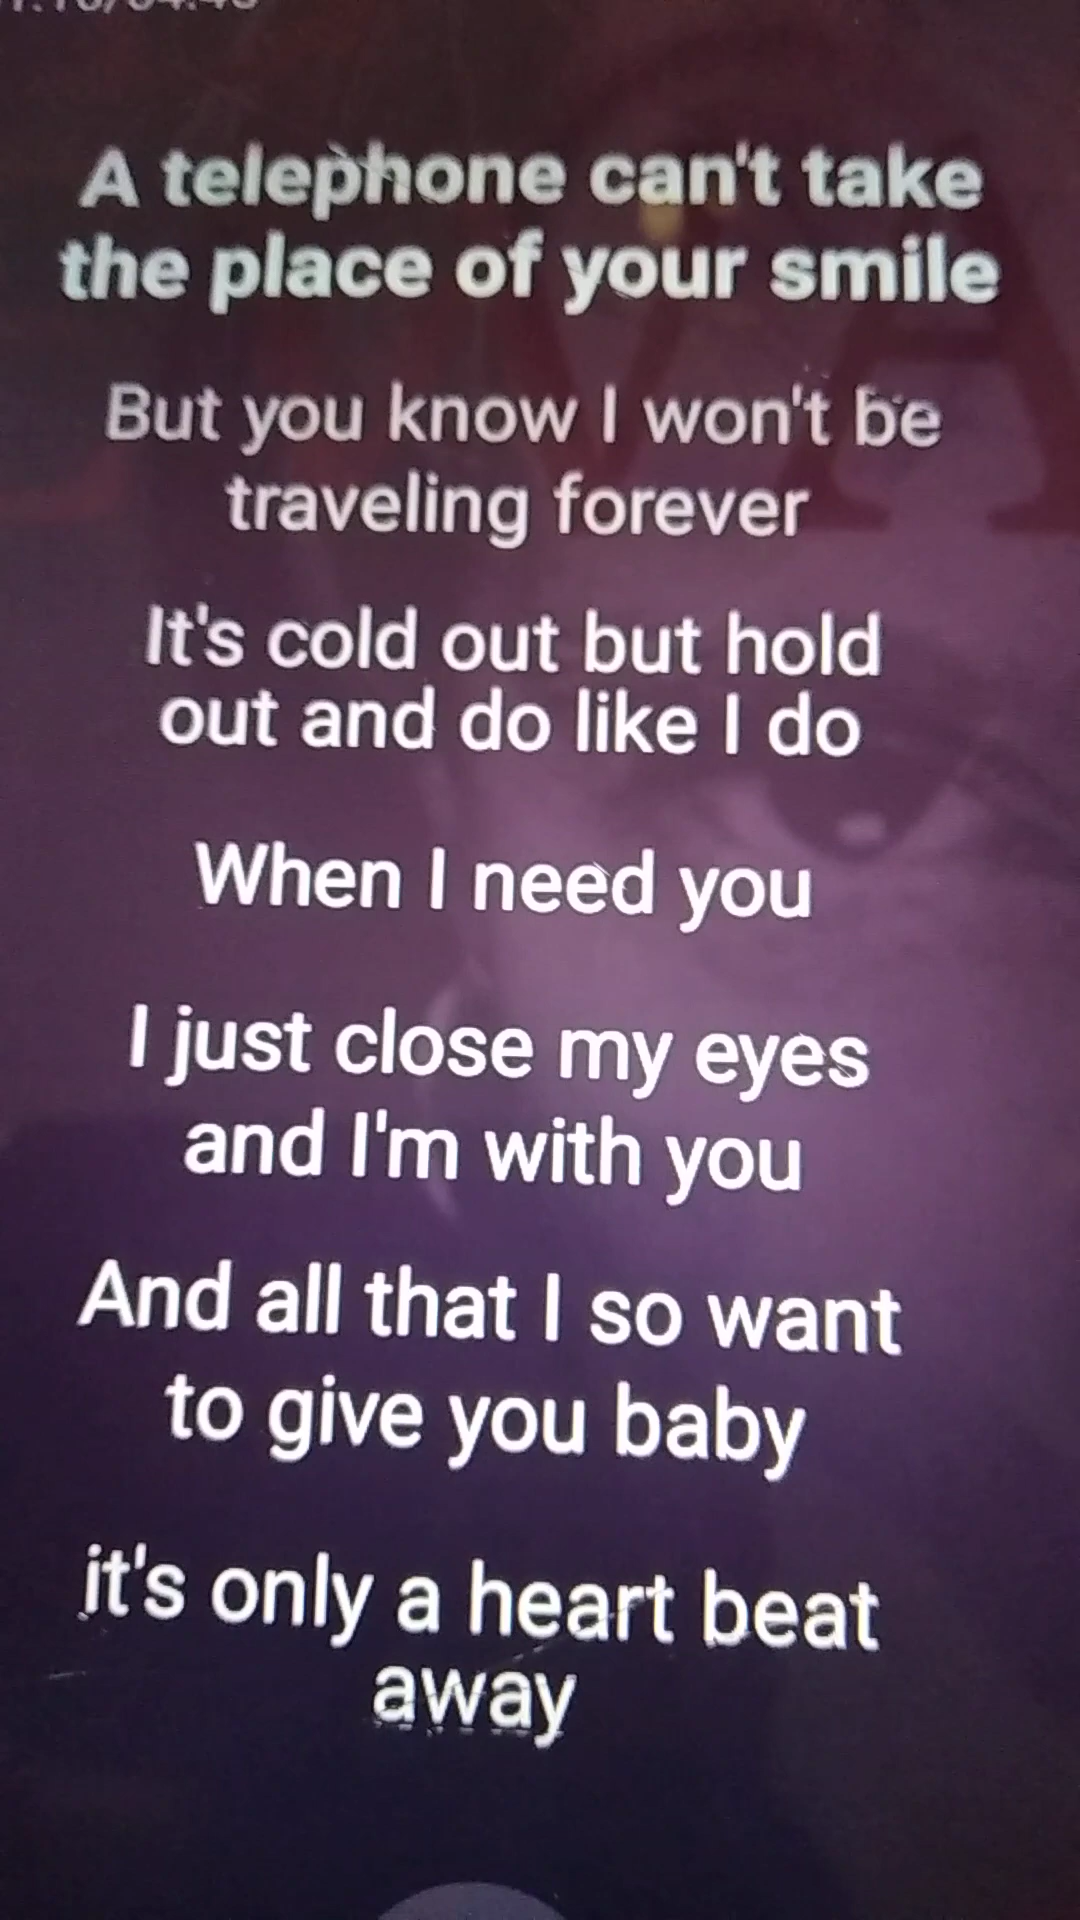 A telephone can't take
the place of your smile
But you know I won't be
traveling forever
It's cold out but hold
out and do like I do
When I need you
I just close my eyes
and I'm with you
And all that I so want
to give you baby
it's only a heart beat
away